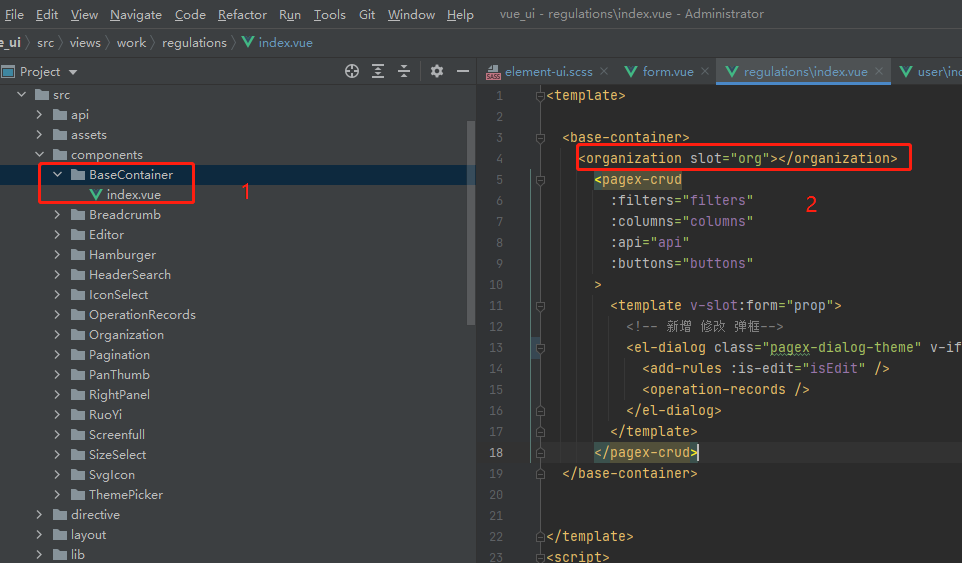 File Edit View Navigate Code Refactor Run Tools Git Window Help vue_ui - regulations\index.vue - Administrator
e_ui 〉 src 〉 views 〉 work 〉 regulations 〉 index.vue
Project
element-ui.scss × form.vue × regulations\index.vue × user\ind
src
api
assets
components
BaseContainer
index.vue
1
Breadcrumb
Editor
Hamburger
HeaderSearch
IconSelect
OperationRecords
Organization
Pagination
PanThumb
RightPanel
RuoYi
Screenfull
SizeSelect
SvgIcon
ThemePicker
directive
layout
lib
1 <template>
2
3 <base-container>
4 <organization slot="org"></organization>
5 <pagex-crud
6 :filters="filters"
2
7 :columns="columns"
8 :api="api"
9 :buttons="buttons"
10 >
11 <template v-slot:form="prop">
12 <!-- 新增 修改 弹框-->
13 <el-dialog class="pagex-dialog-theme" v-if
14 <add-rules :is-edit="isEdit" />
15 <operation-records />
16 </el-dialog>
17 </template>
18 </pagex-crud>
19 </base-container>
20
21
22 </template>
23 <script>